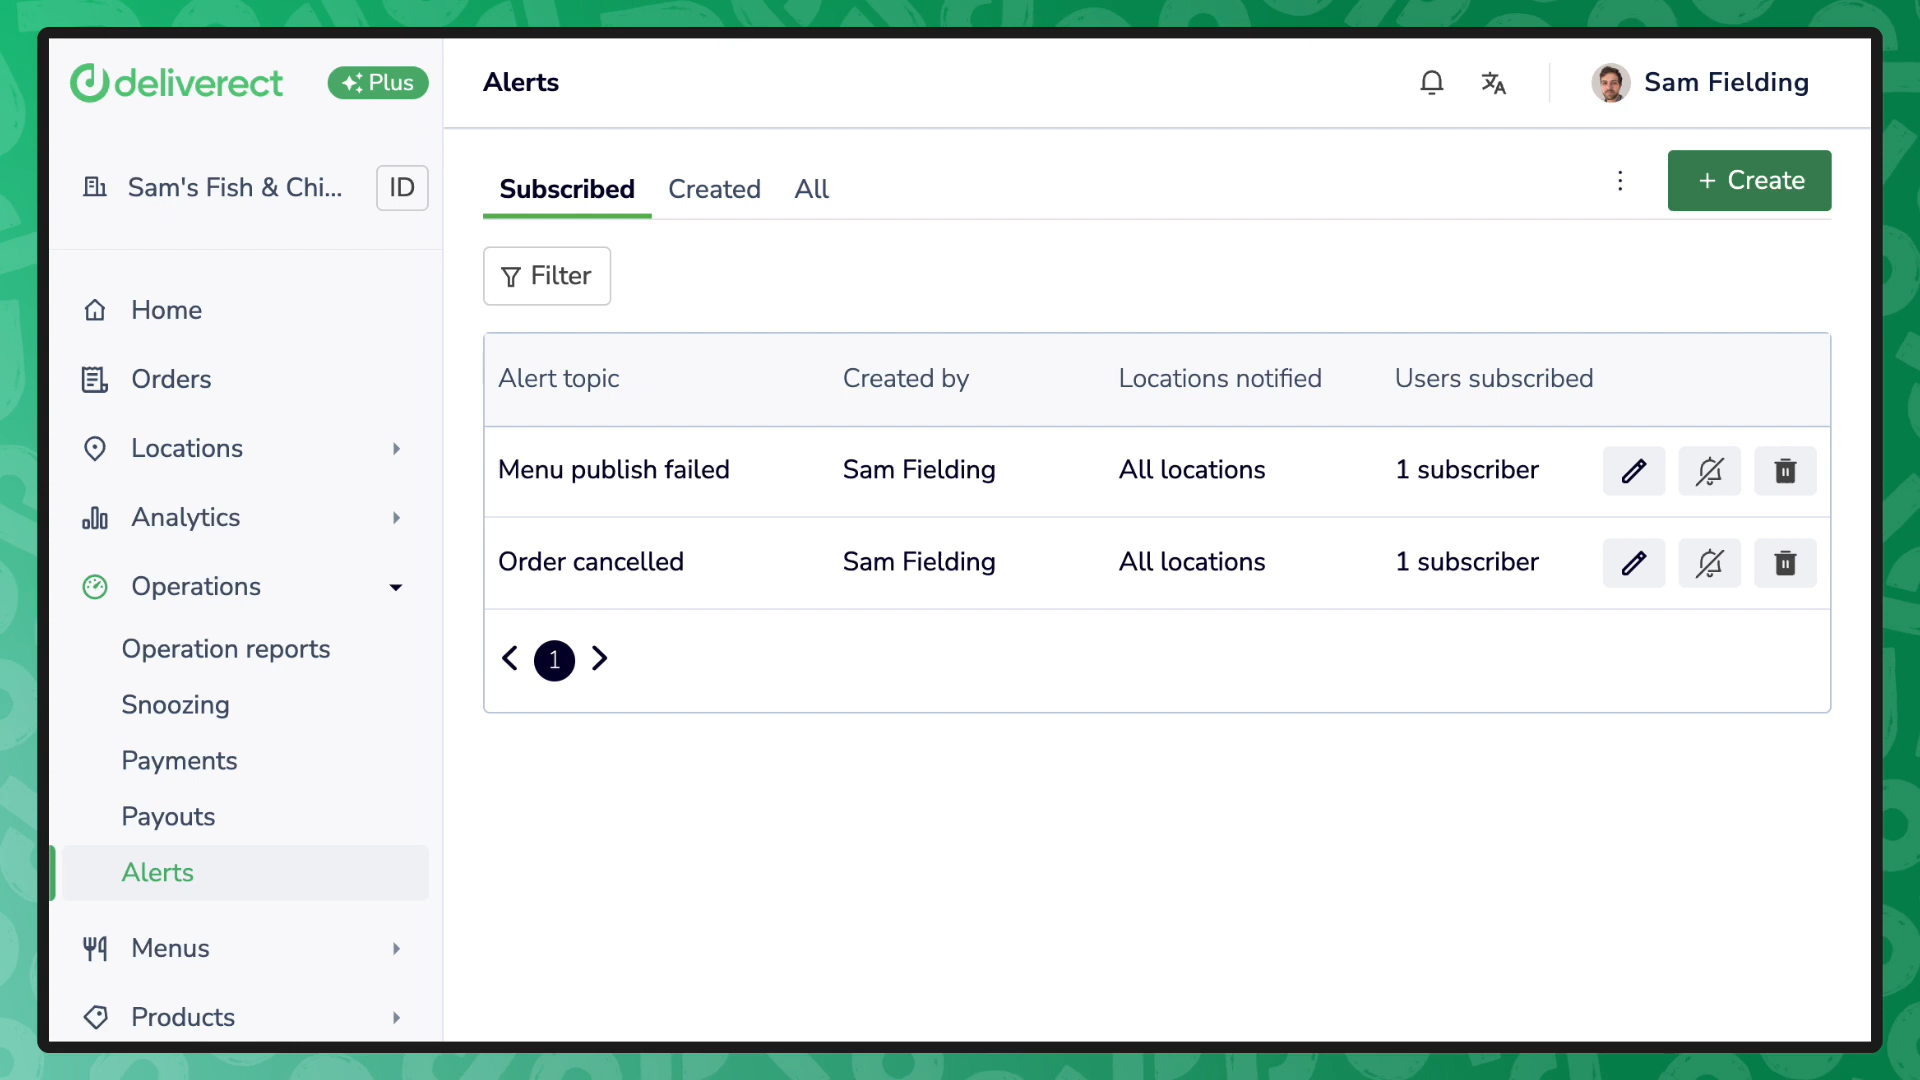 deliverect
Plus
Alerts
Sam Fielding
Sam's Fish & Chi...
ID
Subscribed
Created
All
+ Create
Filter
Home
Orders
Locations
Analytics
Operations
Operation reports
Snoozing
Payments
Payouts
Alerts
Menus
Products
Alert topic Created by Locations notified Users subscribed
Menu publish failed Sam Fielding All locations 1 subscriber
Order cancelled Sam Fielding All locations 1 subscriber
1